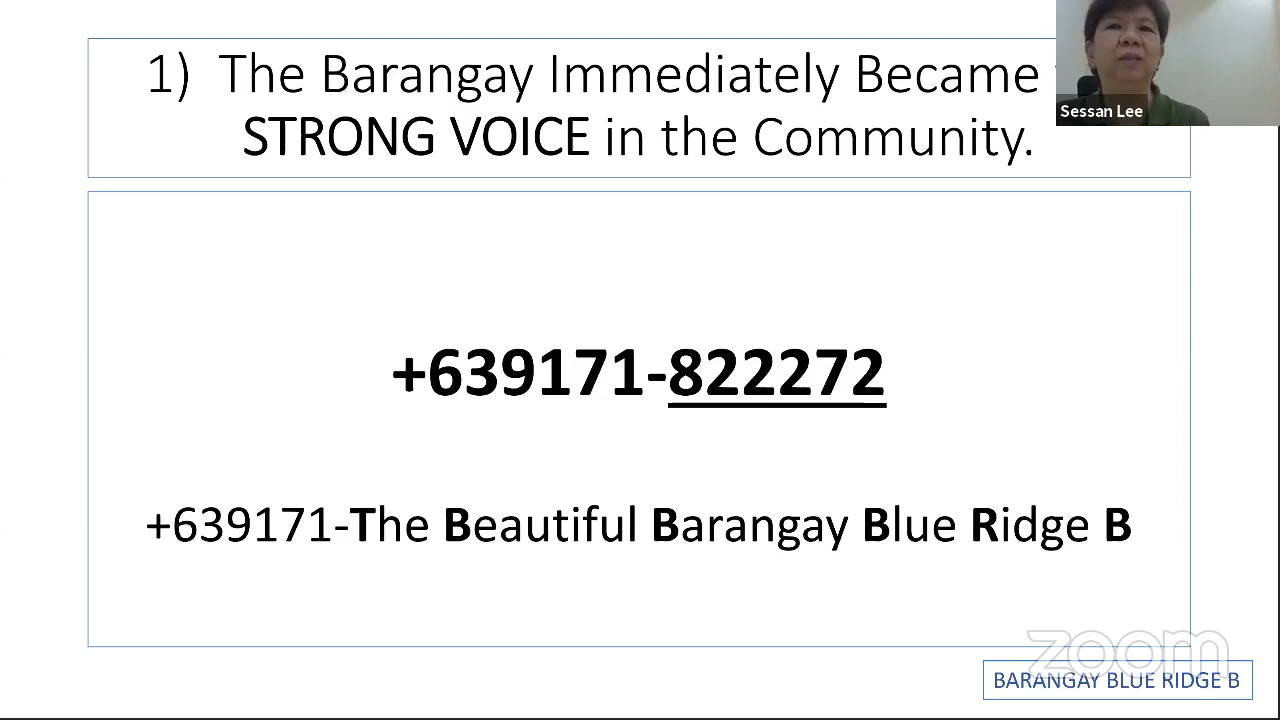 1) The Barangay Immediately Became
STRONG VOICE in the Community.
Sessan Lee
+639171-822272
+639171-The Beautiful Barangay Blue Ridge B
zoom
BARANGAY BLUE RIDGE B